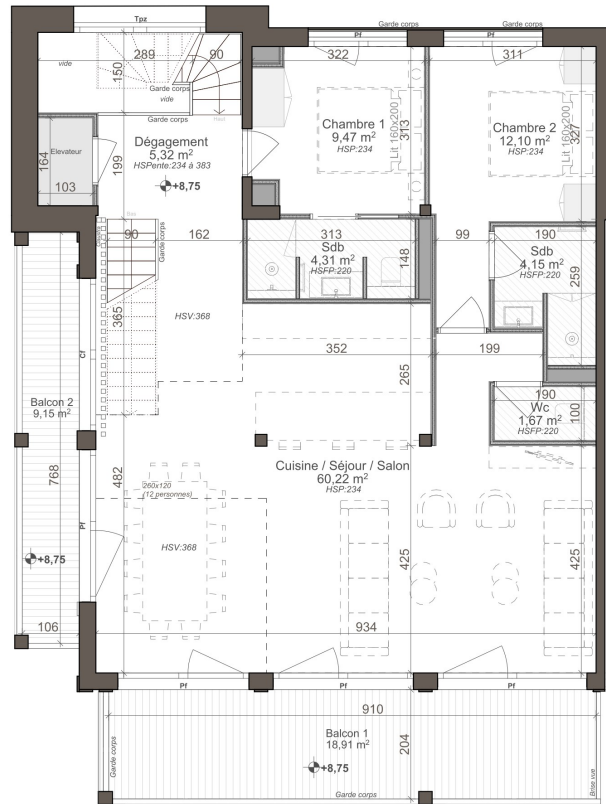 Garde corps
Garde corps
Tpz
Pf
Pf
vide
289
90
322
311
150
Garde corps
vide
Haut
Garde corps
Dégagement
5,32 m²
HSPente:234 à 383
+8,75
Chambre 1
9,47 m²
HSP:234
313
Lit 160x200
Chambre 2
12,10 m²
HSP:234
327
Lit 160x200
164
Elevateur
103
199
90
162
Garde corps
313
Sdb
4,31 m²
HSFP:220
148
99
190
Sdb
4,15 m²
HSFP:220
259
365
HSV:368
Cf
352
199
265
Balcon 2
9,15 m²
190
Wc
1,67 m²
HSFP:220
100
768
482
Cuisine / Séjour / Salon
60,22 m²
HSP:234
260x120
(12 personnes)
HSV:368
Pf
+8,75
425
425
106
934
Pf
Pf
Pf
910
Balcon 1
18,91 m²
204
+8,75
Garde corps
Garde corps
Brise vue